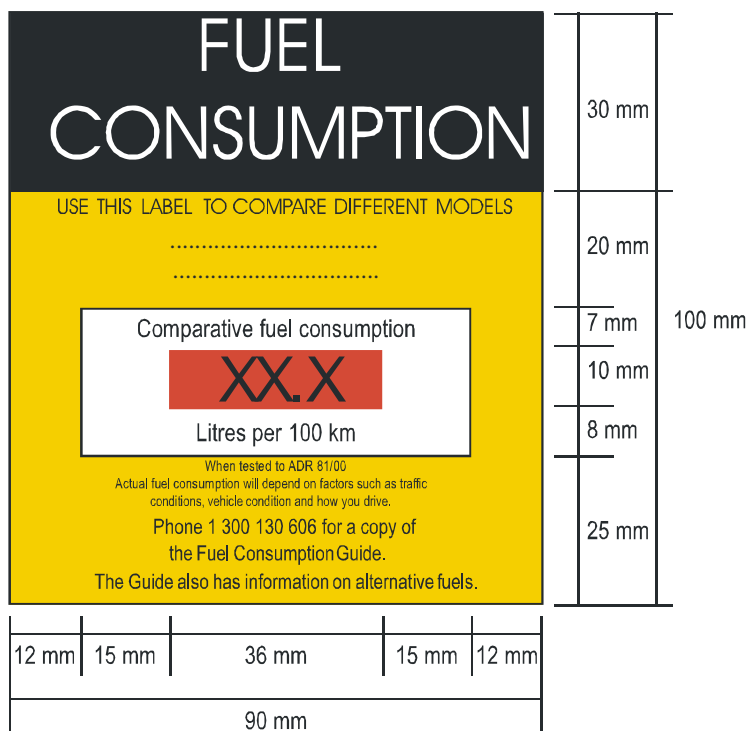 FUEL
CONSUMPTION
USE THIS LABEL TO COMPARE DIFFERENT MODELS
.................................
.................................
Comparative fuel consumption
XX.X
Litres per 100 km
When tested to ADR 81/00
Actual fuel consumption will depend on factors such as traffic
conditions, vehicle condition and how you drive.
Phone 1 300 130 606 for a copy of
the Fuel Consumption Guide.
The Guide also has information on alternative fuels.
30 mm
20 mm
7 mm
100 mm
10 mm
8 mm
25 mm
12 mm 15 mm 36 mm 15 mm 12 mm
90 mm